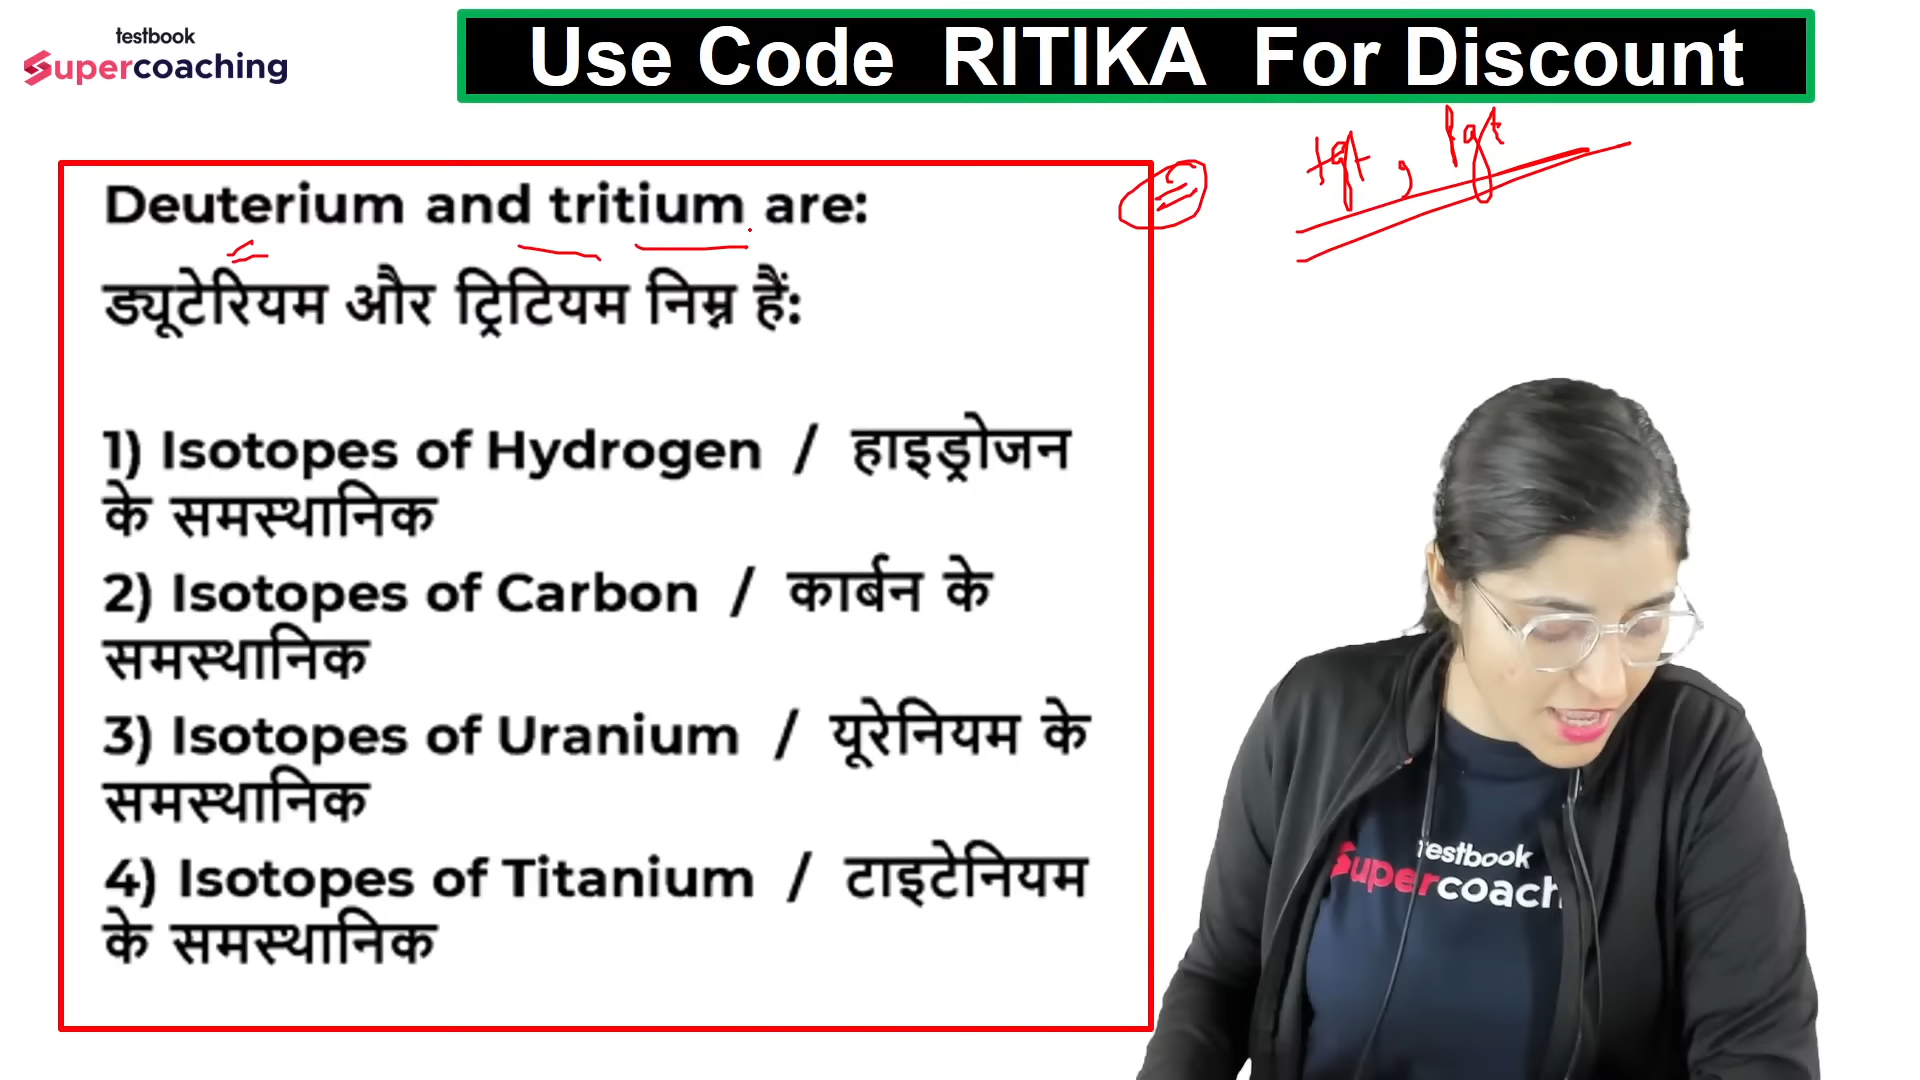 testbook
Supercoaching
Use Code RITIKA For Discount
tgt, pgt
Deuterium and tritium are:
ड्यूटेरियम और ट्रिटियम निम्न हैं:
1) Isotopes of Hydrogen / हाइड्रोजन
के समस्थानिक
2) Isotopes of Carbon / कार्बन के
समस्थानिक
3) Isotopes of Uranium / यूरेनियम के
समस्थानिक
4) Isotopes of Titanium / टाइटेनियम
के समस्थानिक
testbook
Supercoach